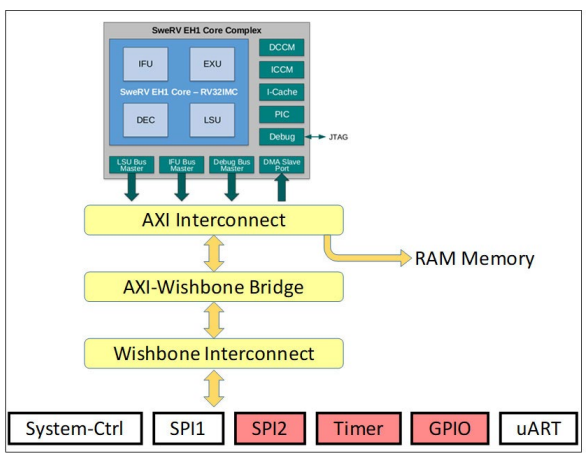 SweRV EH1 Core Complex
IFU
EXU
SweRV EH1 Core – RV32IMC
DEC
LSU
DCCM
ICCM
I-Cache
PIC
Debug
JTAG
LSU Bus
Master
IFU Bus
Master
Debug Bus
Master
DMA Slave
Port
AXI Interconnect
RAM Memory
AXI-Wishbone Bridge
Wishbone Interconnect
System-Ctrl
SPI1
SPI2
Timer
GPIO
uART